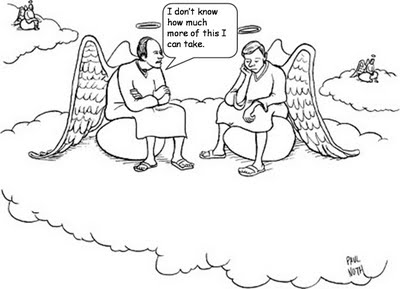 I don't know
how much
more of this I
can take.
PAUL
NOTH